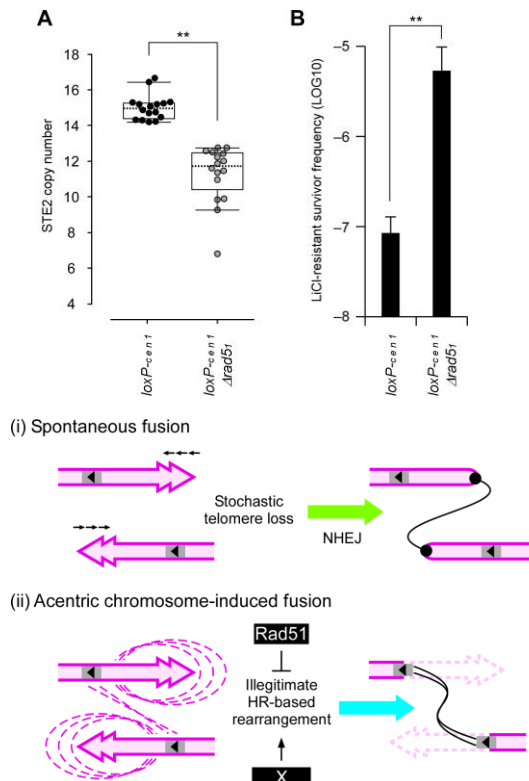 A
**
STE2 copy number
18
16
14
12
10
8
6
4
loxP-cen1
loxP-cen1
Δrad51
B
**
LiCl-resistant survivor frequency (LOG10)
–5
–6
–7
–8
loxP-cen1
loxP-cen1
Δrad51
(i) Spontaneous fusion
Stochastic
telomere loss
NHEJ
(ii) Acentric chromosome-induced fusion
Rad51
Illegitimate
HR-based
rearrangement
X